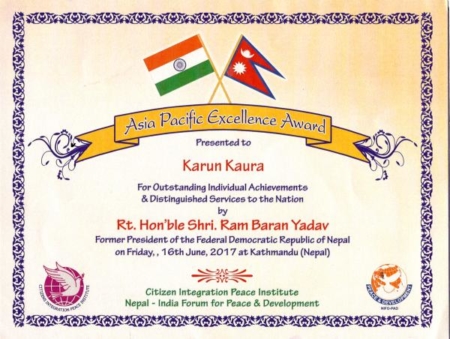 Asia Pacific Excellence Award
Presented to
Karun Kaura
For Outstanding Individual Achievements
& Distinguished Services to the Nation
by
Rt. Hon'ble Shri. Ram Baran Yadav
Former President of the Federal Democratic Republic of Nepal
on Friday, , 16th June, 2017 at Kathmandu (Nepal)
CITIZEN INTEGRATION PEACE INSTITUTE
Citizen Integration Peace Institute
Nepal - India Forum for Peace & Development
PEACE & DEVELOPMENT